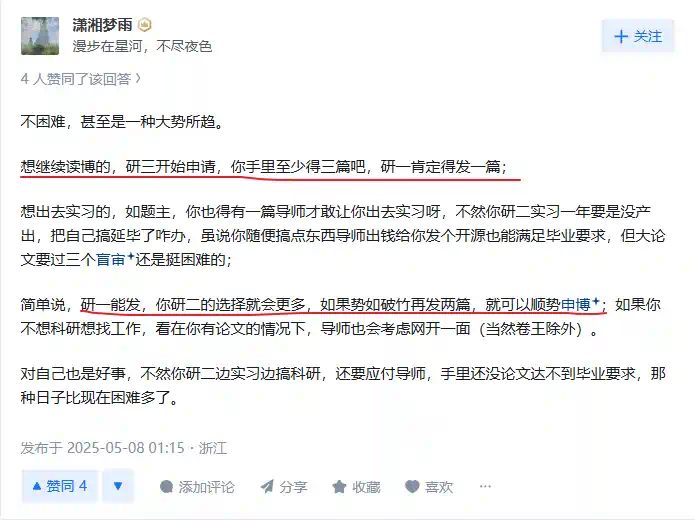 潇湘梦雨
漫步在星河，不尽夜色
+ 关注
4 人赞同了该回答 >
不困难，甚至是一种大势所趋。
想继续读博的，研三开始申请，你手里至少得三篇吧，研一肯定得发一篇；
想出去实习的，如题主，你也得有一篇导师才敢让你出去实习呀，不然你研二实习一年要是没产
出，把自己搞延毕了咋办，虽说你随便搞点东西导师出钱给你发个开源也能满足毕业要求，但大论
文要过三个盲审还是挺困难的；
简单说，研一能发，你研二的选择就会更多，如果势如破竹再发两篇，就可以顺势申博；如果你
不想科研想找工作，看在你有论文的情况下，导师也会考虑网开一面（当然卷王除外）。
对自己也是好事，不然你研二边实习边搞科研，还要应付导师，手里还没论文达不到毕业要求，那
种日子比现在困难多了。
发布于 2025-05-08 01:15・浙江
赞同 4
添加评论
分享
收藏
喜欢